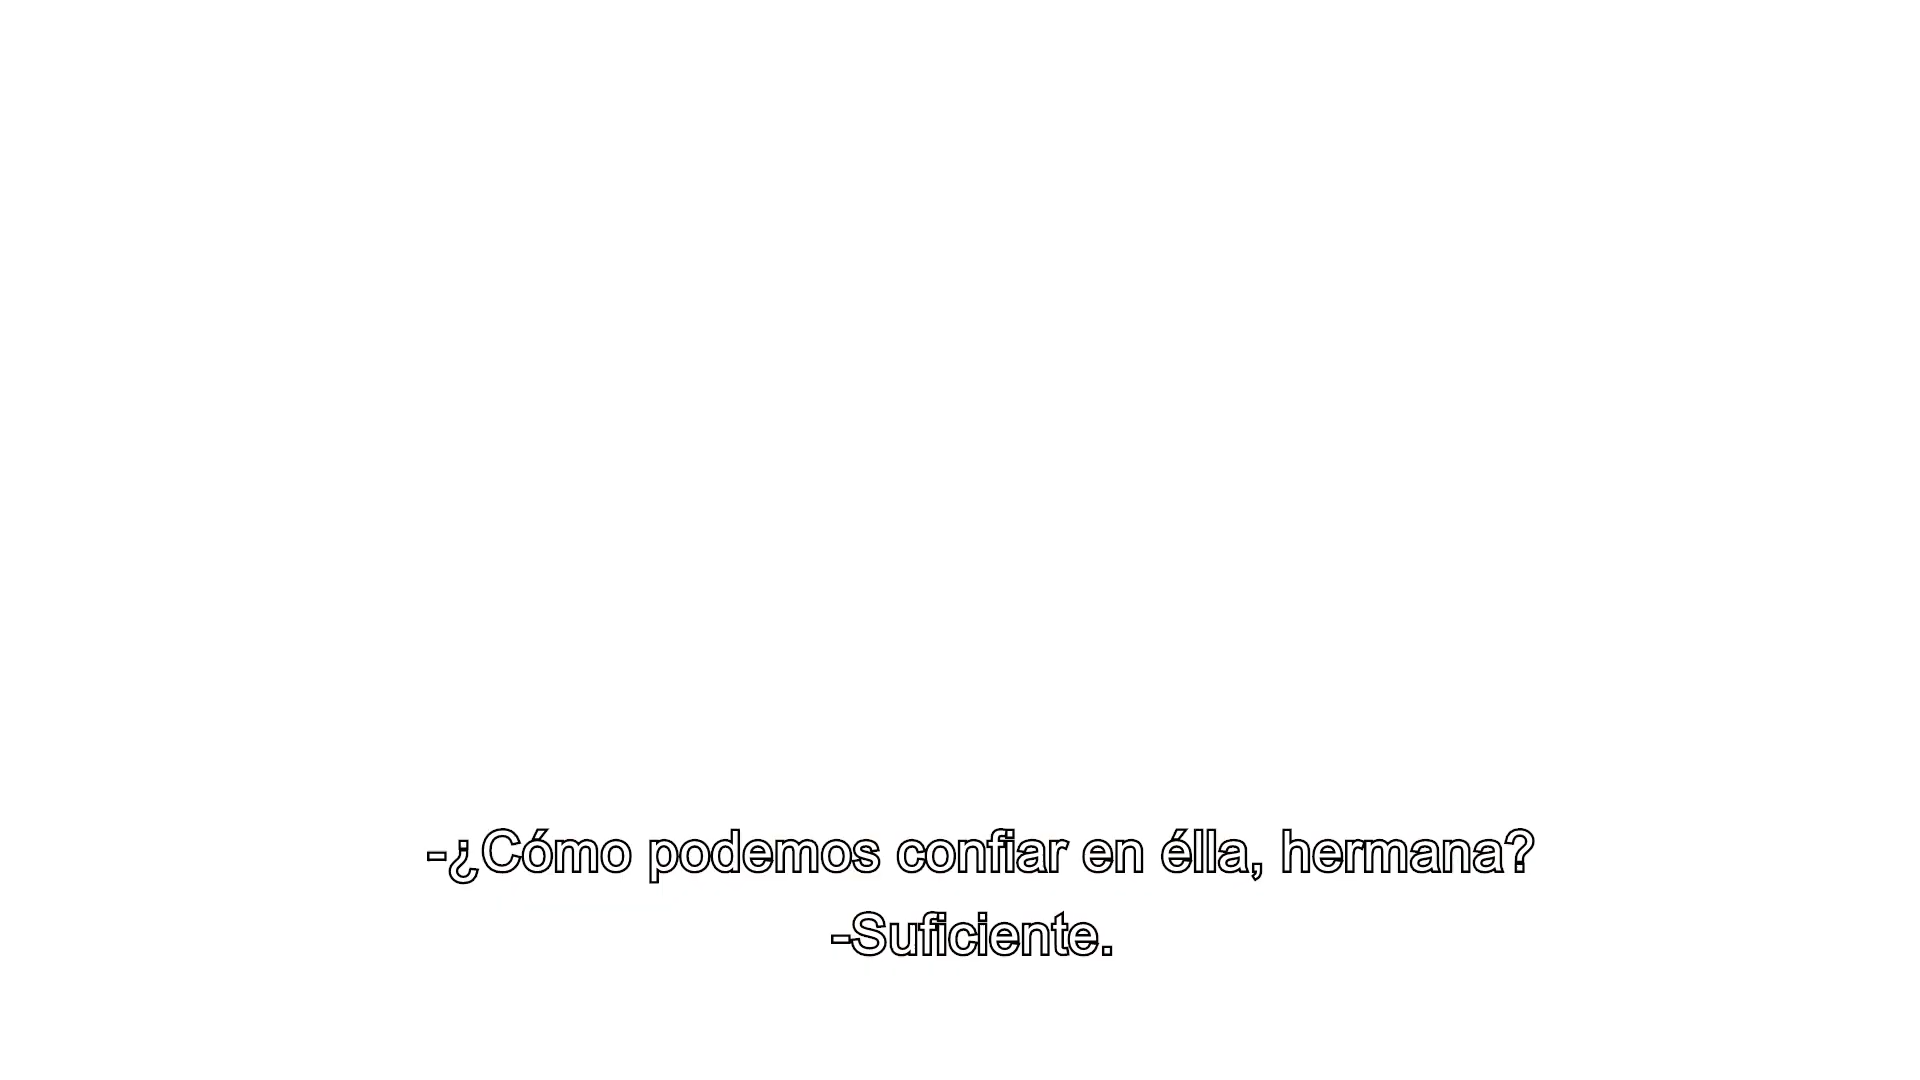 -¿Cómo podemos confiar en élla, hermana?
-Suficiente.